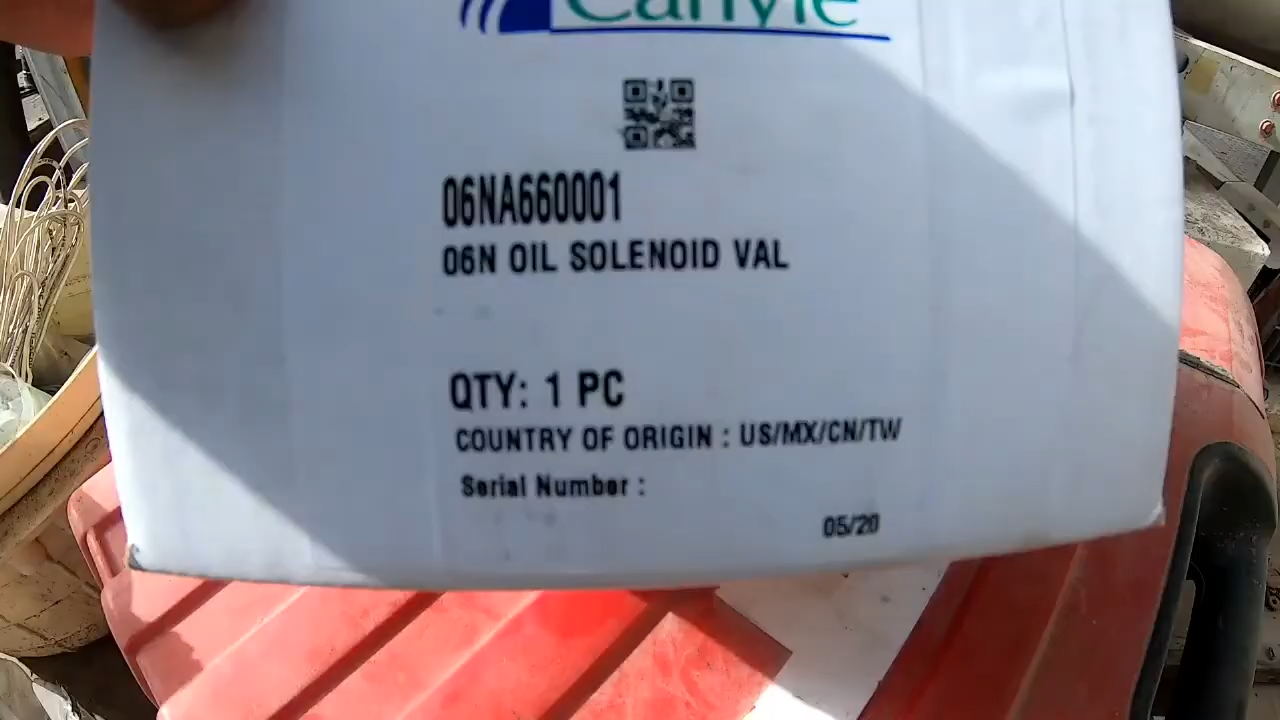 Carlyle
06NA660001
06N OIL SOLENOID VAL
QTY: 1 PC
COUNTRY OF ORIGIN : US/MX/CN/TW
Serial Number :
05/20